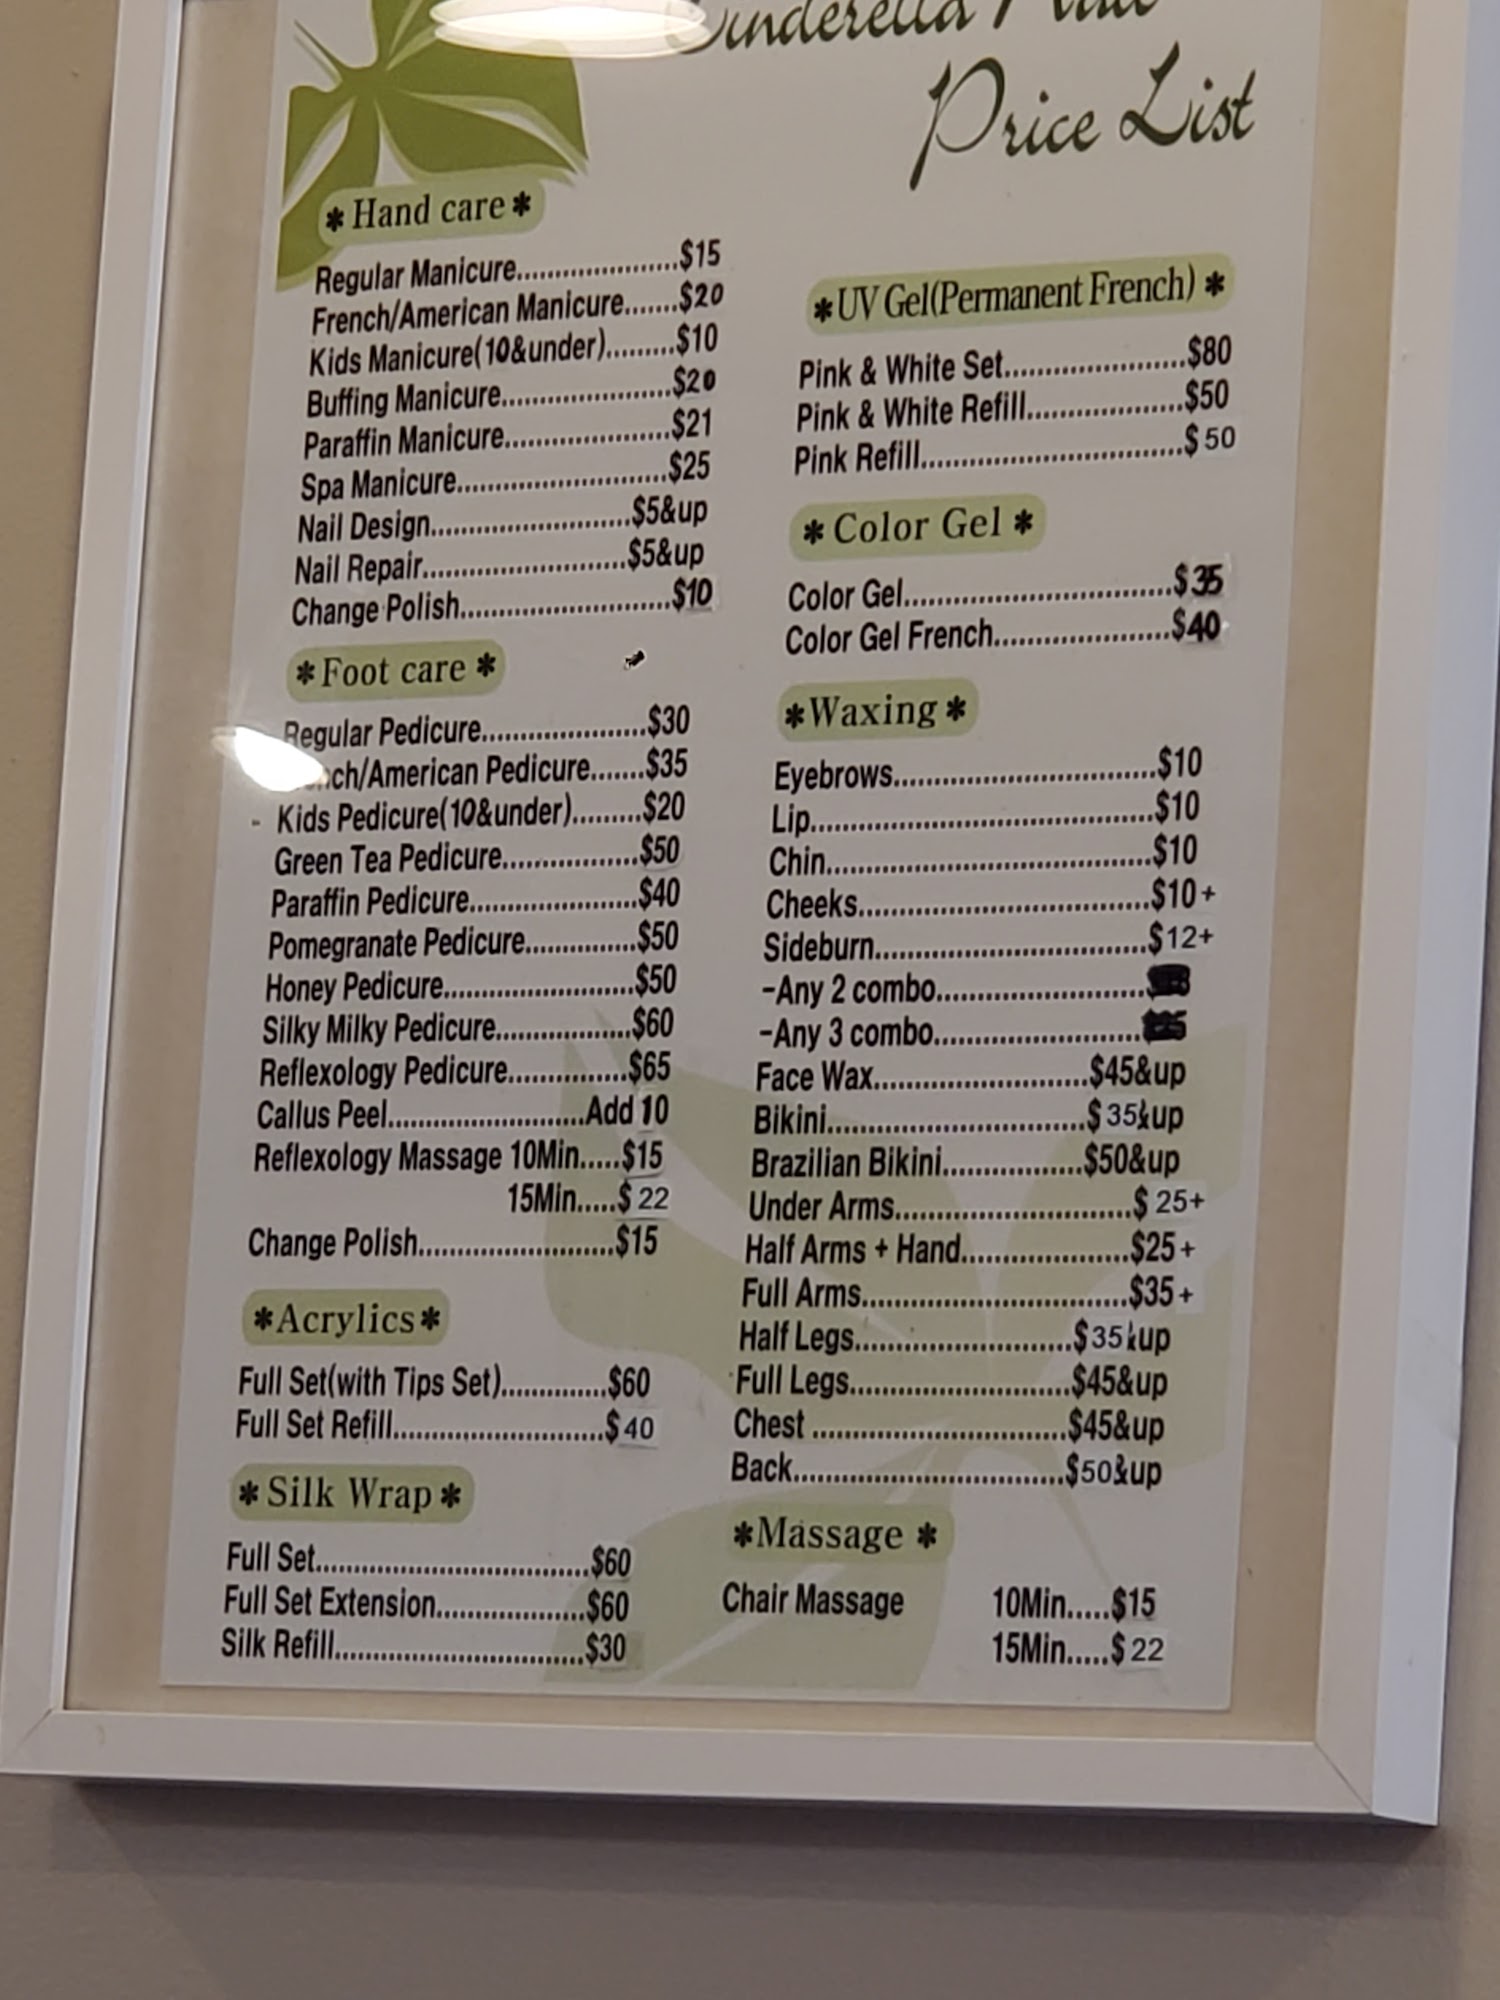 Cinderella Nail
Price List
* Hand care *
Regular Manicure.....................$15
French/American Manicure.......$20
Kids Manicure(10&under).........$10
Buffing Manicure......................$20
Paraffin Manicure.....................$21
Spa Manicure...........................$25
Nail Design..........................$5&up
Nail Repair..........................$5&up
Change Polish...........................$10
* Foot care *
Regular Pedicure.....................$30
nch/American Pedicure.......$35
Kids Pedicure(10&under).........$20
Green Tea Pedicure.................$50
Paraffin Pedicure.....................$40
Pomegranate Pedicure..............$50
Honey Pedicure.........................$50
Silky Milky Pedicure.................$60
Reflexology Pedicure...............$65
Callus Peel.........................Add 10
Reflexology Massage 10Min.....$15
15Min.....$ 22
Change Polish.........................$15
*Acrylics*
Full Set(with Tips Set).............$60
Full Set Refill...........................$ 40
* Silk Wrap *
Full Set...................................$60
Full Set Extension...................$60
Silk Refill................................$30
* UV Gel(Permanent French) *
Pink & White Set.......................$80
Pink & White Refill....................$50
Pink Refill..................................$ 50
* Color Gel *
Color Gel...................................$35
Color Gel French.......................$40
*Waxing *
Eyebrows..................................$10
Lip............................................$10
Chin..........................................$10
Cheeks......................................$10+
Sideburn...................................$ 12+
-Any 2 combo...........................
-Any 3 combo...........................
Face Wax...........................$45&up
Bikini.................................$ 35&up
Brazilian Bikini..................$50&up
Under Arms..............................$ 25+
Half Arms + Hand.....................$25+
Full Arms..................................$35+
Half Legs............................$ 35&up
Full Legs............................$45&up
Chest .................................$45&up
Back...................................$50&up
*Massage *
Chair Massage 10Min.....$15
15Min.....$ 22